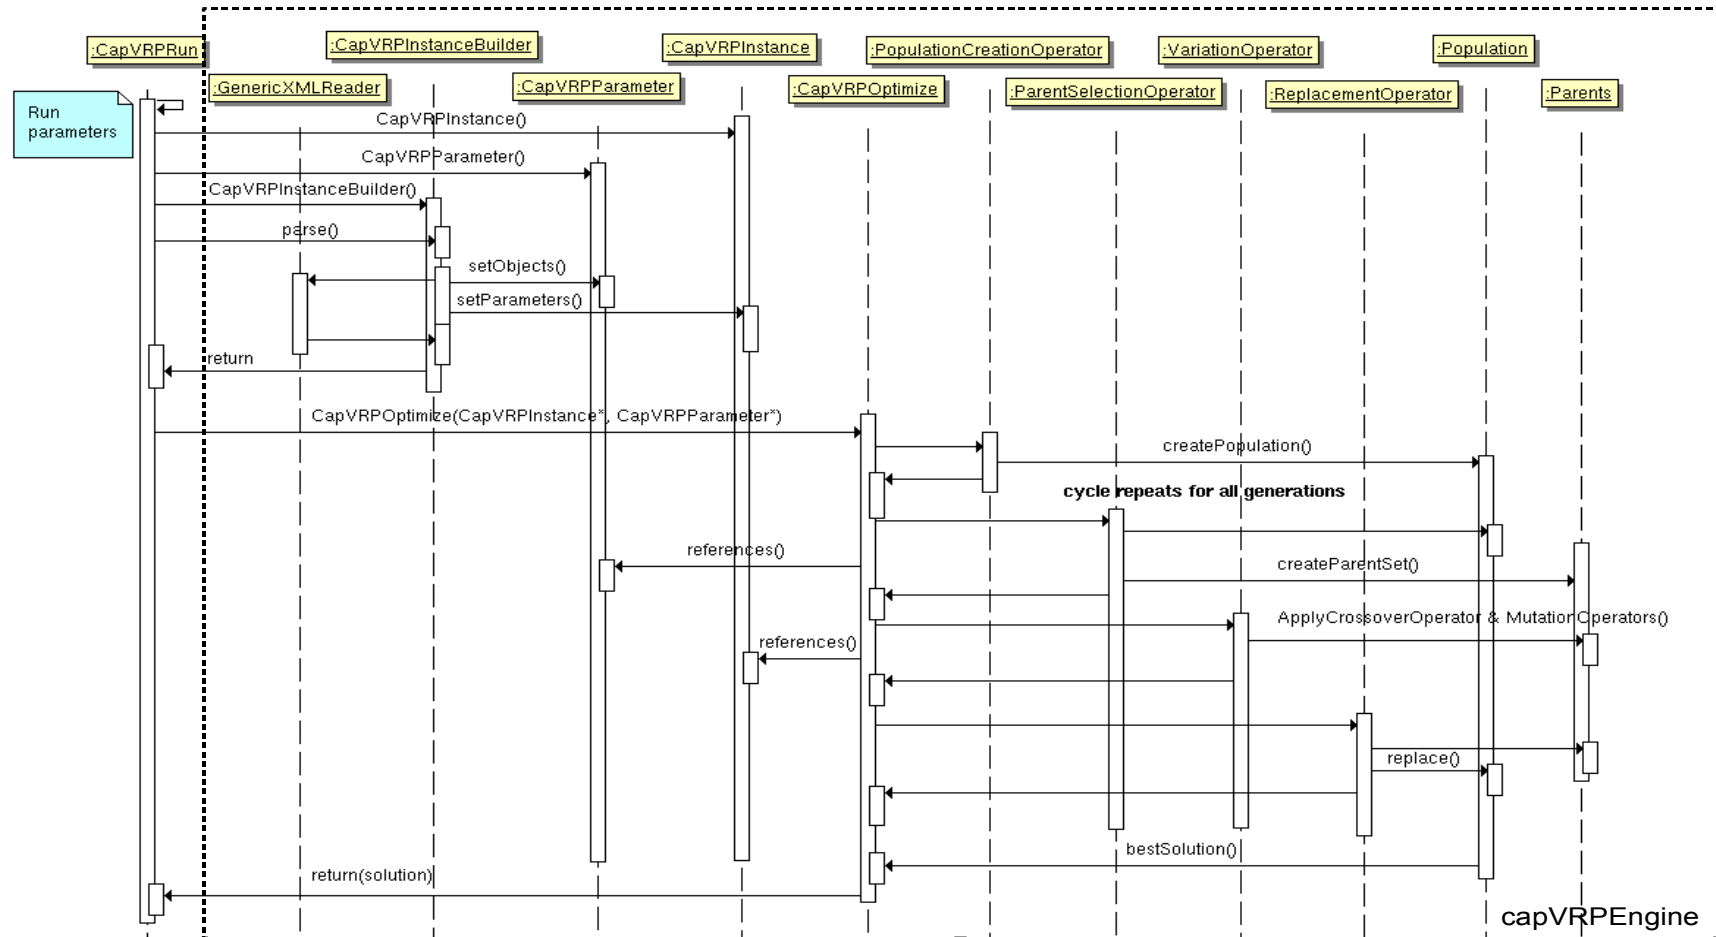 :CapVRPRun
:CapVRPInstanceBuilder
:CapVRPInstance
:PopulationCreationOperator
:VariationOperator
:Population
:GenericXMLReader
:CapVRPParameter
:CapVRPOptimize
:ParentSelectionOperator
:ReplacementOperator
:Parents
Run
parameters
CapVRPInstance()
CapVRPParameter()
CapVRPInstanceBuilder()
parse()
setObjects()
setParameters()
return
CapVRPOptimize(CapVRPInstance*, CapVRPParameter*)
createPopulation()
cycle repeats for all generations
references()
createParentSet()
ApplyCrossoverOperator & MutationOperators()
references()
replace()
bestSolution()
return(solution)
capVRPEngine